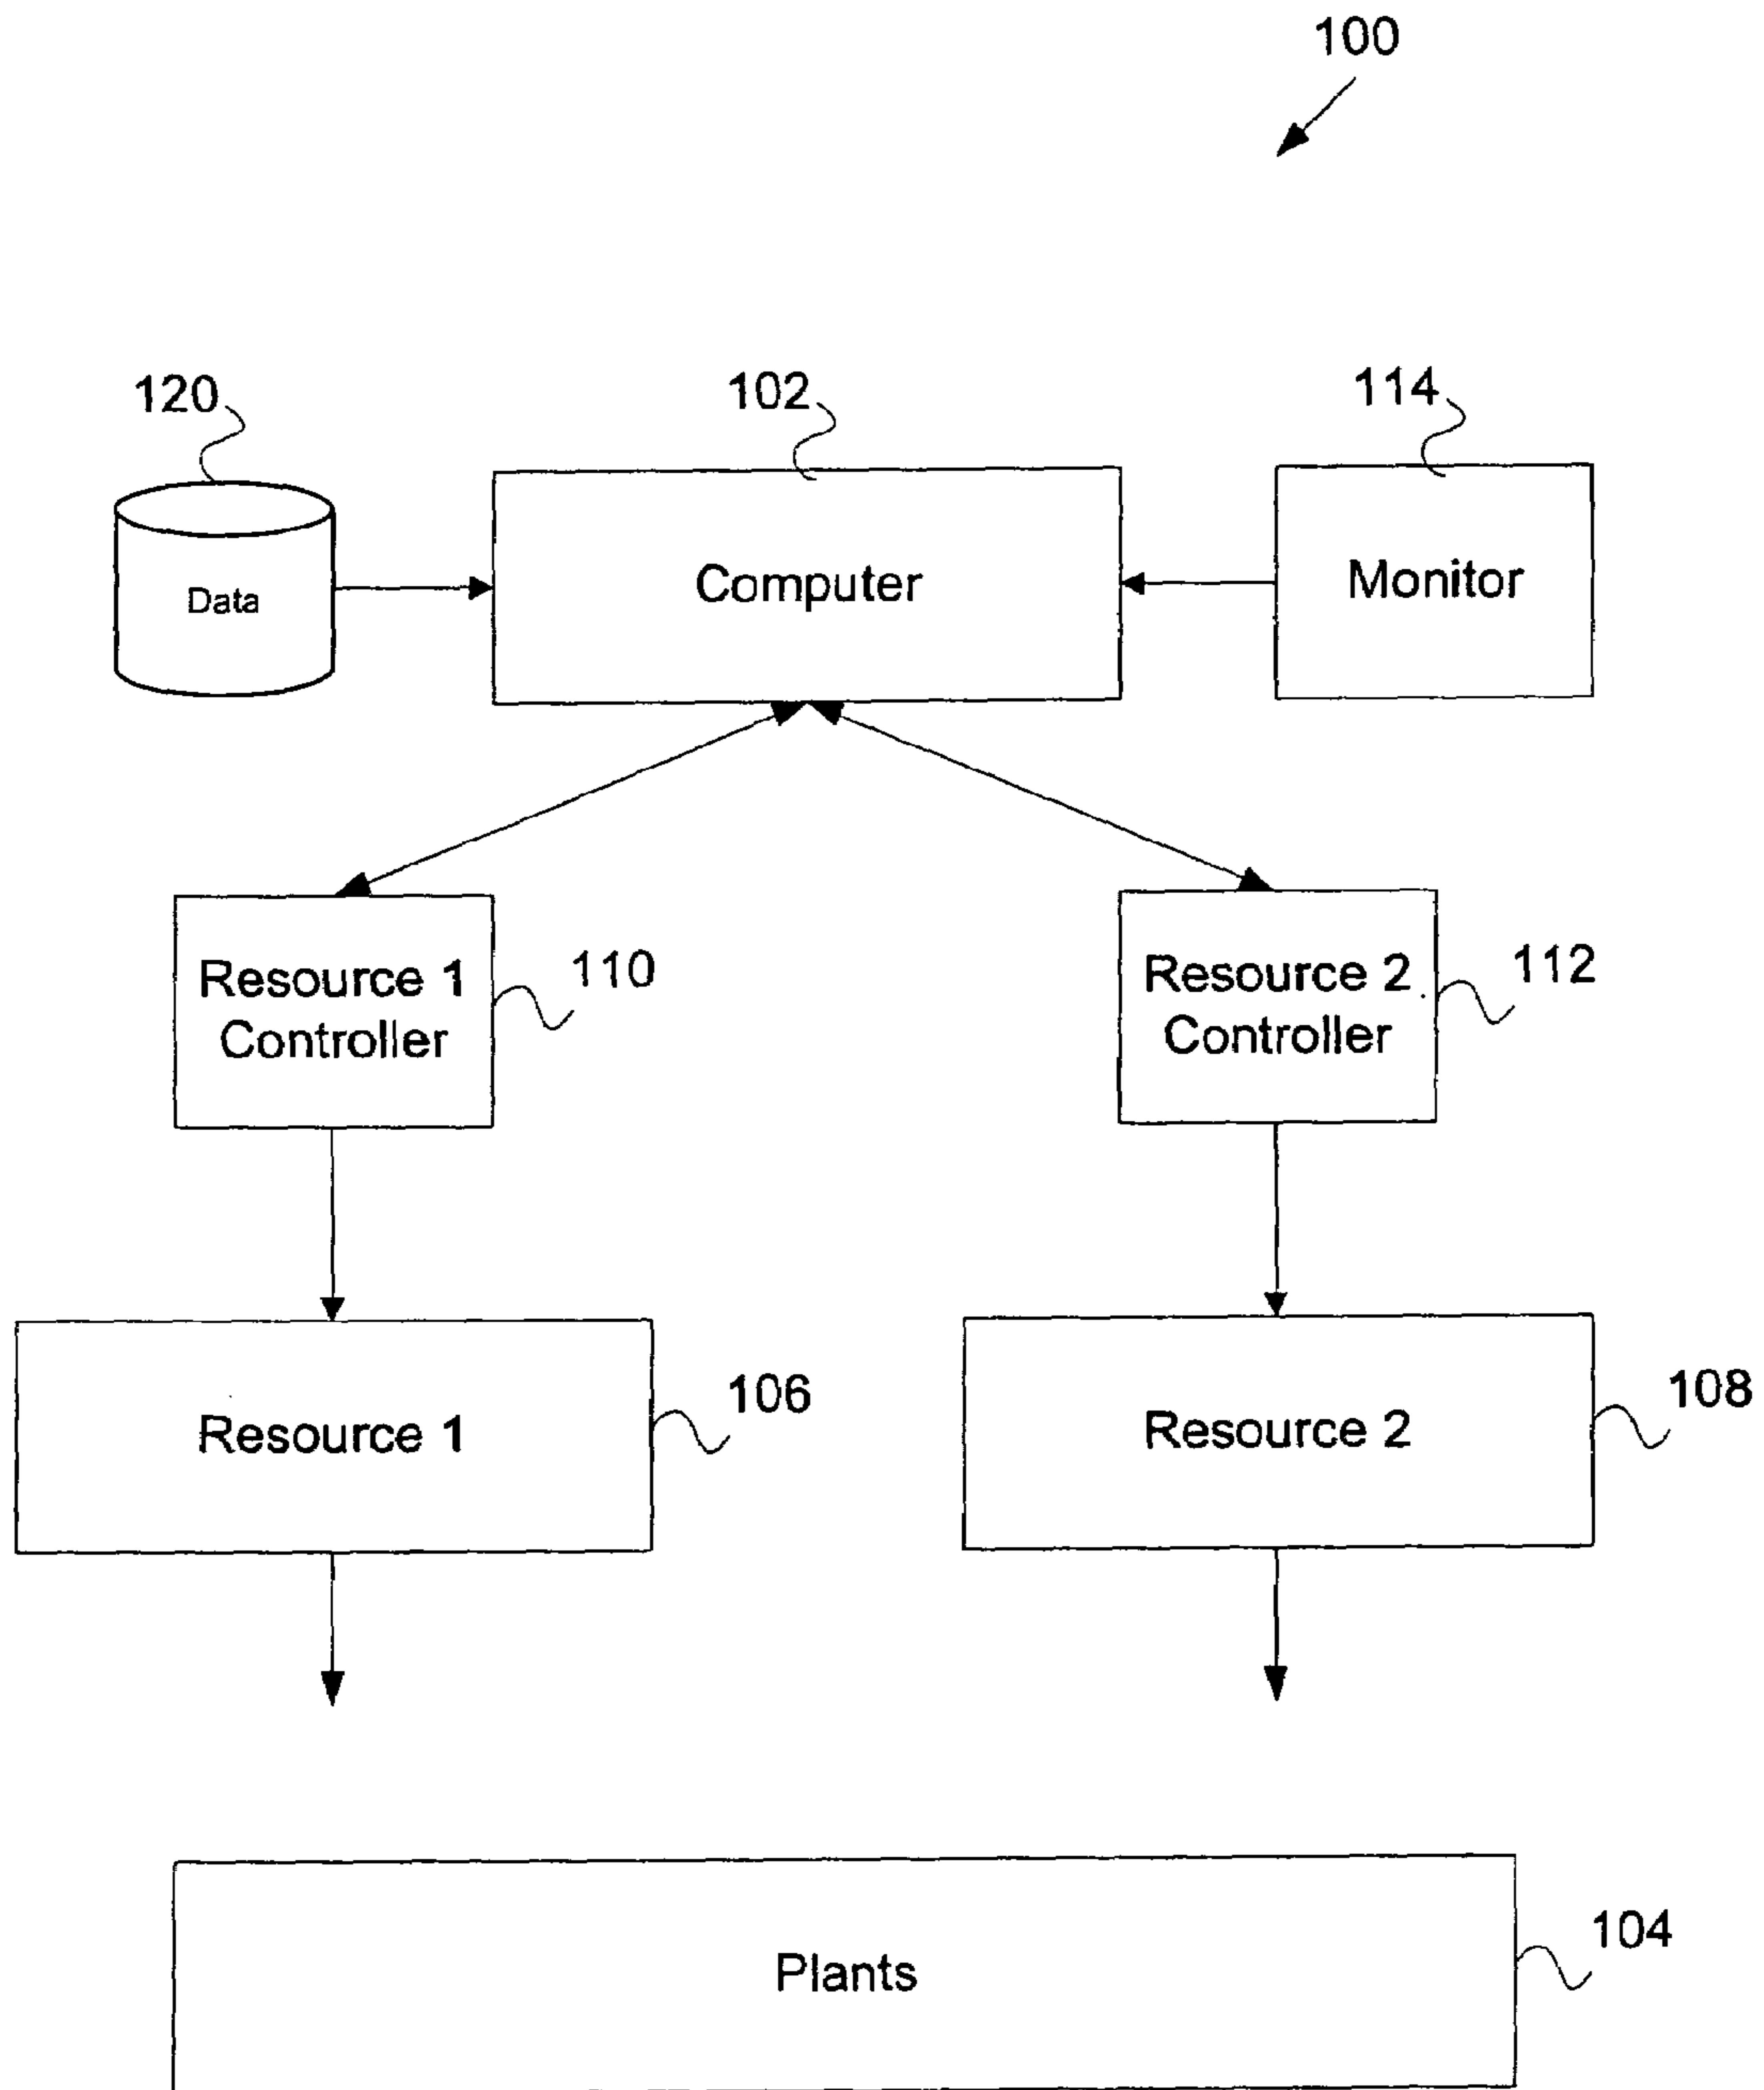 100
120
102
114
Data
Computer
Monitor
Resource 1
Controller
110
Resource 2
Controller
112
Resource 1
106
Resource 2
108
Plants
104